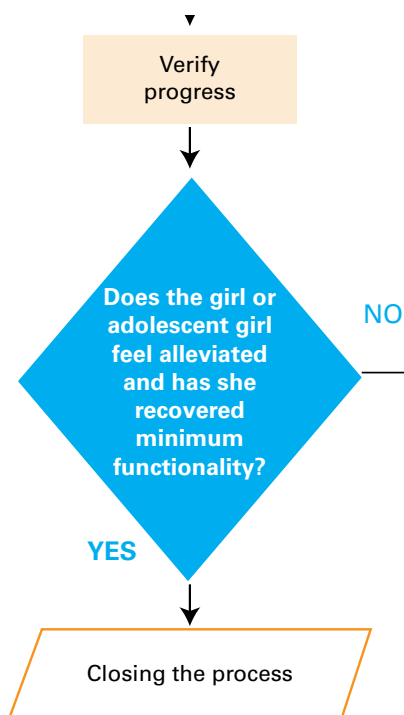 Verify
progress
Does the girl or
adolescent girl
feel alleviated
and has she
recovered
minimum
functionality?
NO
YES
Closing the process